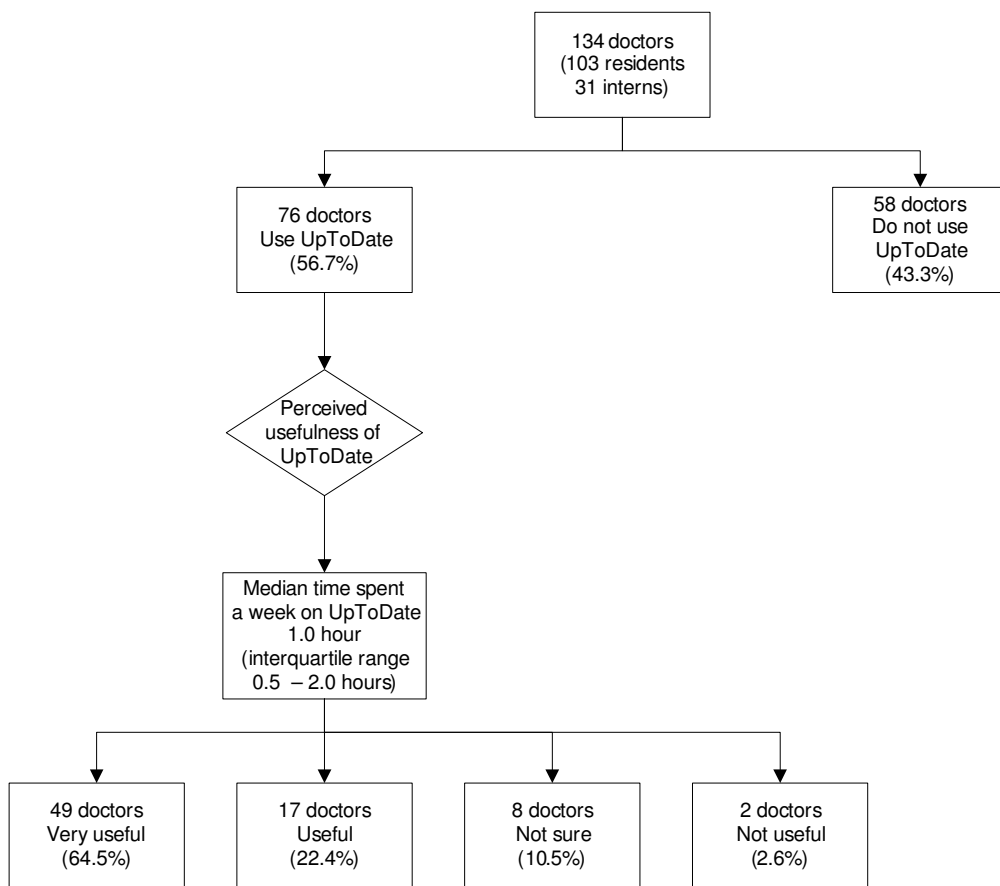 134 doctors
(103 residents
31 interns)
76 doctors
Use UpToDate
(56.7%)
58 doctors
Do not use
UpToDate
(43.3%)
Perceived
usefulness of
UpToDate
Median time spent
a week on UpToDate
1.0 hour
(interquartile range
0.5 – 2.0 hours)
49 doctors
Very useful
(64.5%)
17 doctors
Useful
(22.4%)
8 doctors
Not sure
(10.5%)
2 doctors
Not useful
(2.6%)